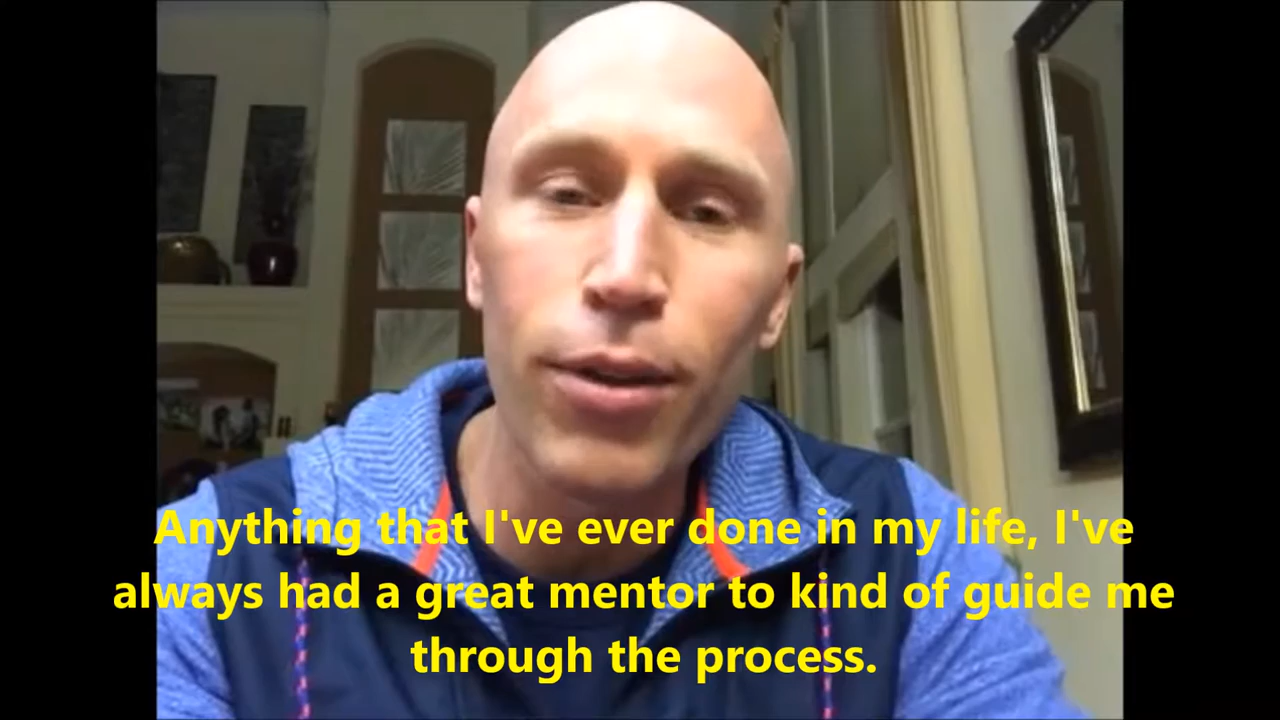 Anything that I've ever done in my life, I've
always had a great mentor to kind of guide me
through the process.